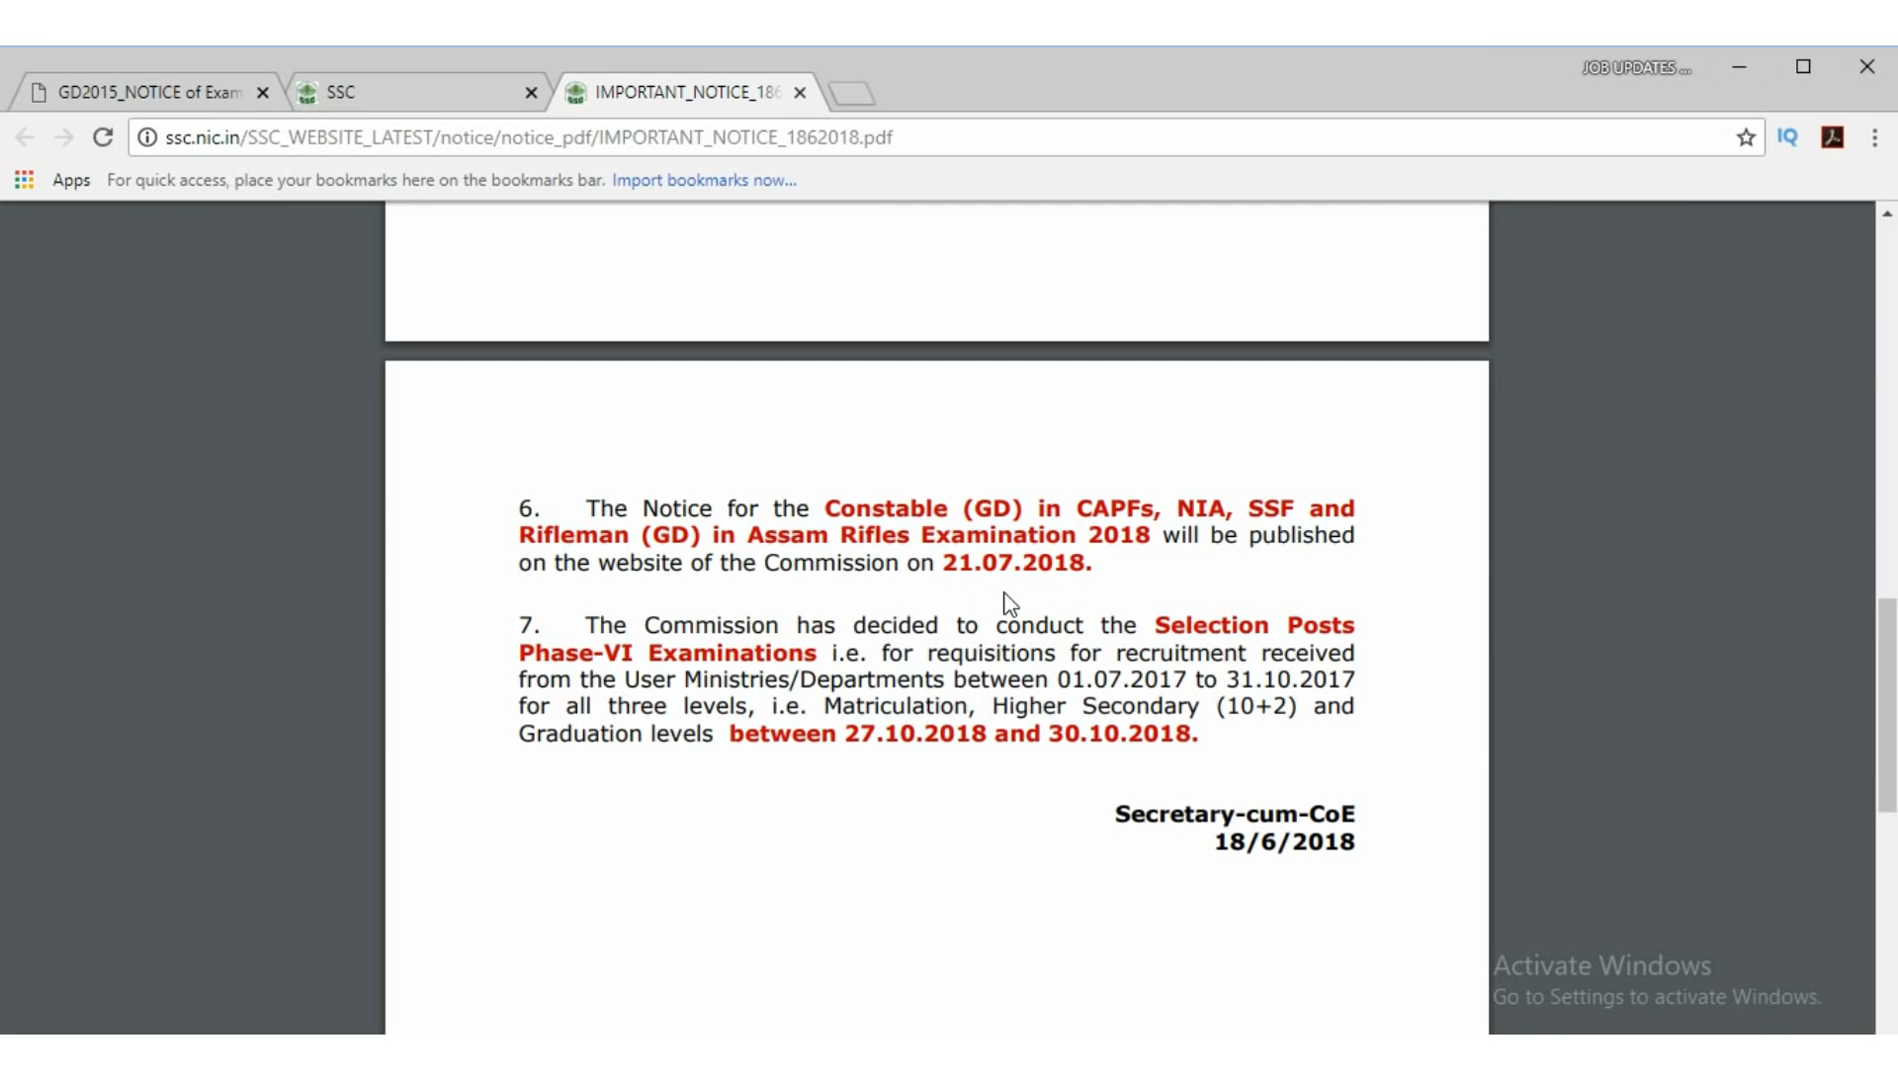 JOB UPDATES ...
GD2015_NOTICE of Exam
SSC
IMPORTANT_NOTICE_186
ssc.nic.in/SSC_WEBSITE_LATEST/notice/notice_pdf/IMPORTANT_NOTICE_1862018.pdf
IQ
Apps For quick access, place your bookmarks here on the bookmarks bar. Import bookmarks now...
6. The Notice for the Constable (GD) in CAPFs, NIA, SSF and
Rifleman (GD) in Assam Rifles Examination 2018 will be published
on the website of the Commission on 21.07.2018.
7. The Commission has decided to conduct the Selection Posts
Phase-VI Examinations i.e. for requisitions for recruitment received
from the User Ministries/Departments between 01.07.2017 to 31.10.2017
for all three levels, i.e. Matriculation, Higher Secondary (10+2) and
Graduation levels between 27.10.2018 and 30.10.2018.
Secretary-cum-CoE
18/6/2018
Activate Windows
Go to Settings to activate Windows.